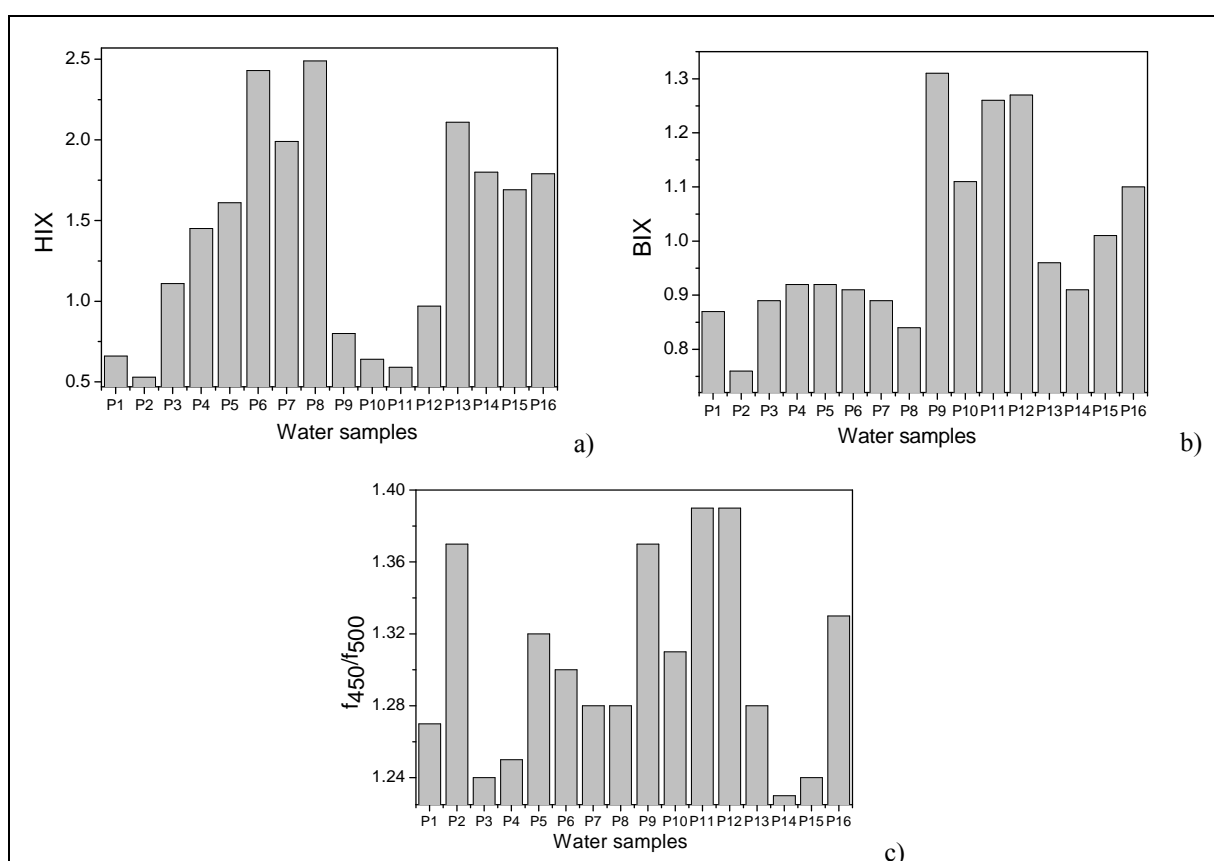 2.5
2.0
1.5
1.0
0.5
HIX
P1 P2 P3 P4 P5 P6 P7 P8 P9 P10 P11 P12 P13 P14 P15 P16
Water samples
a)
1.3
1.2
1.1
1.0
0.9
0.8
BIX
P1 P2 P3 P4 P5 P6 P7 P8 P9 P10 P11 P12 P13 P14 P15 P16
Water samples
b)
1.40
1.36
1.32
1.28
1.24
f450/f500
P1 P2 P3 P4 P5 P6 P7 P8 P9 P10 P11 P12 P13 P14 P15 P16
Water samples
c)